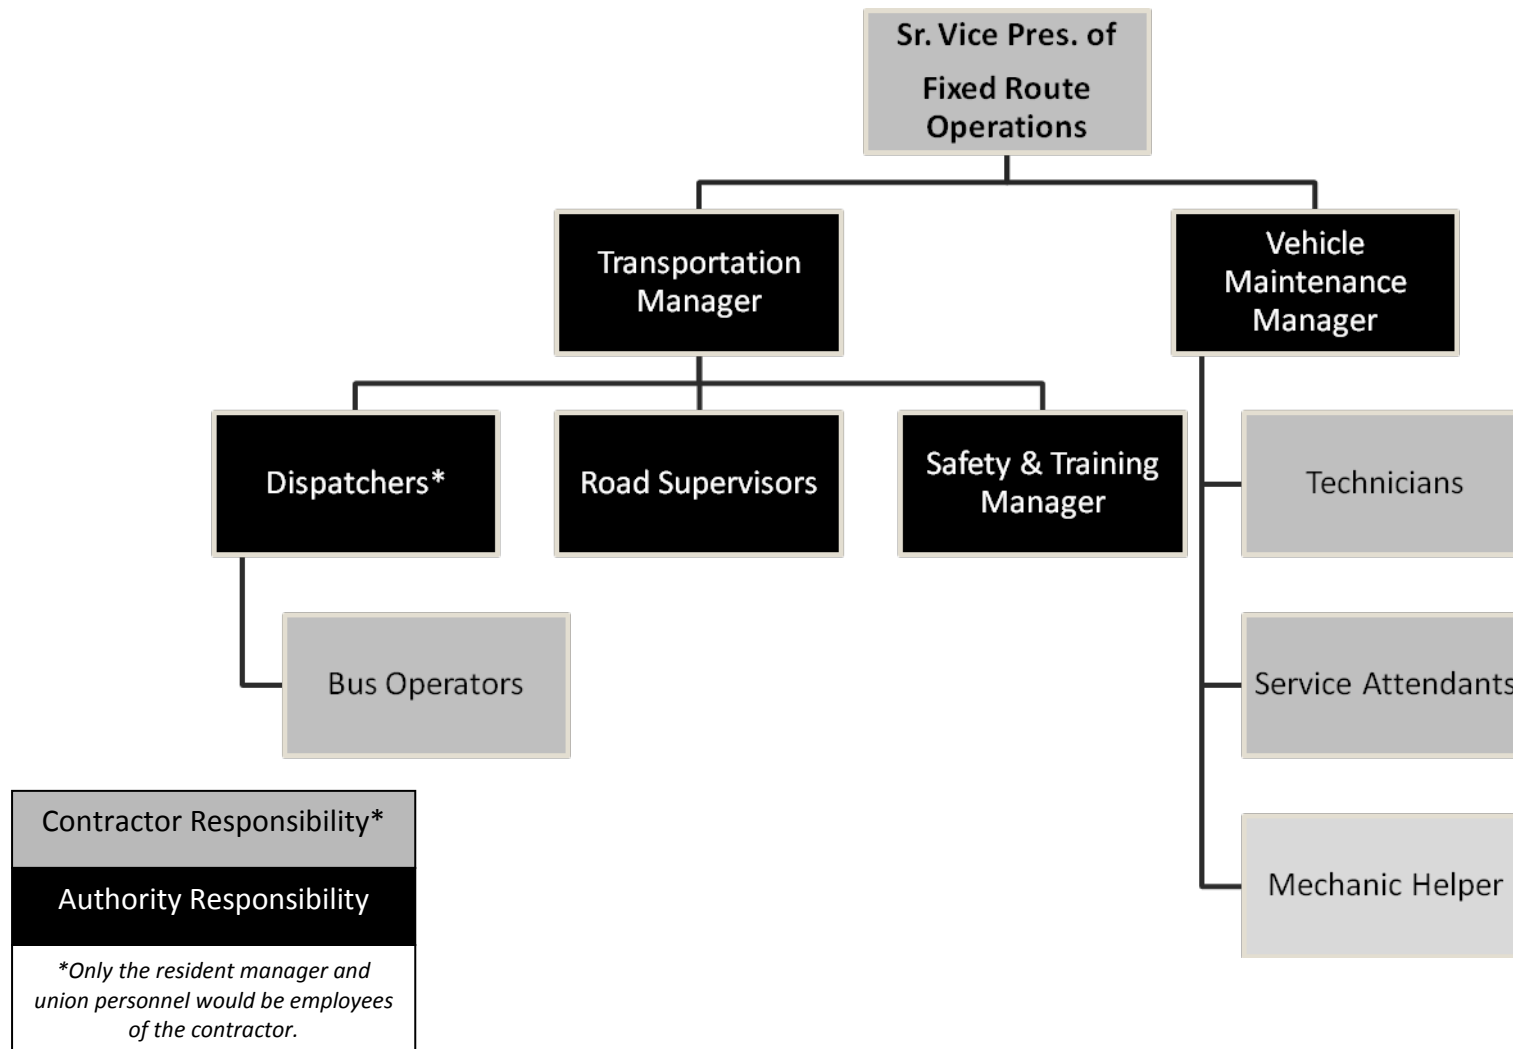 Sr. Vice Pres. of
Fixed Route
Operations
Transportation
Manager
Vehicle
Maintenance
Manager
Dispatchers*
Road Supervisors
Safety & Training
Manager
Technicians
Bus Operators
Service Attendants
Mechanic Helper
Contractor Responsibility*
Authority Responsibility
*Only the resident manager and
union personnel would be employees
of the contractor.